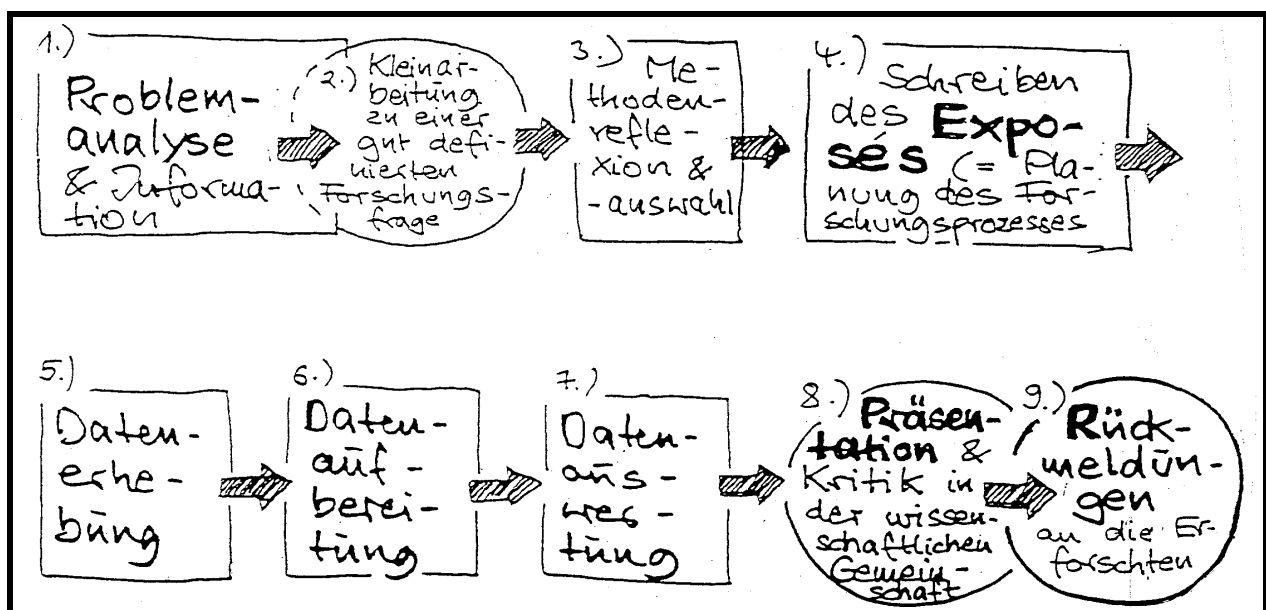 1.)
Problem-
analyse
& Informa-
tion
2.) Kleinar-
beitung
zu einer
gut defi-
nierten
Forschungs-
frage
3.) Me-
thoden-
refle-
xion &
-auswahl
4.) Schreiben
des Expo-
sés (= Pla-
nung des For-
schungsprozesses
5.)
Daten-
erhe-
bung
6.)
Daten-
auf-
berei-
tung
7.)
Daten-
aus-
wer-
tung
8.) Präsen-
tation &
Kritik in
der wissen-
schaftlichen
Gemein-
schaft
9.) Rück-
meldun-
gen
an die Er-
forschten